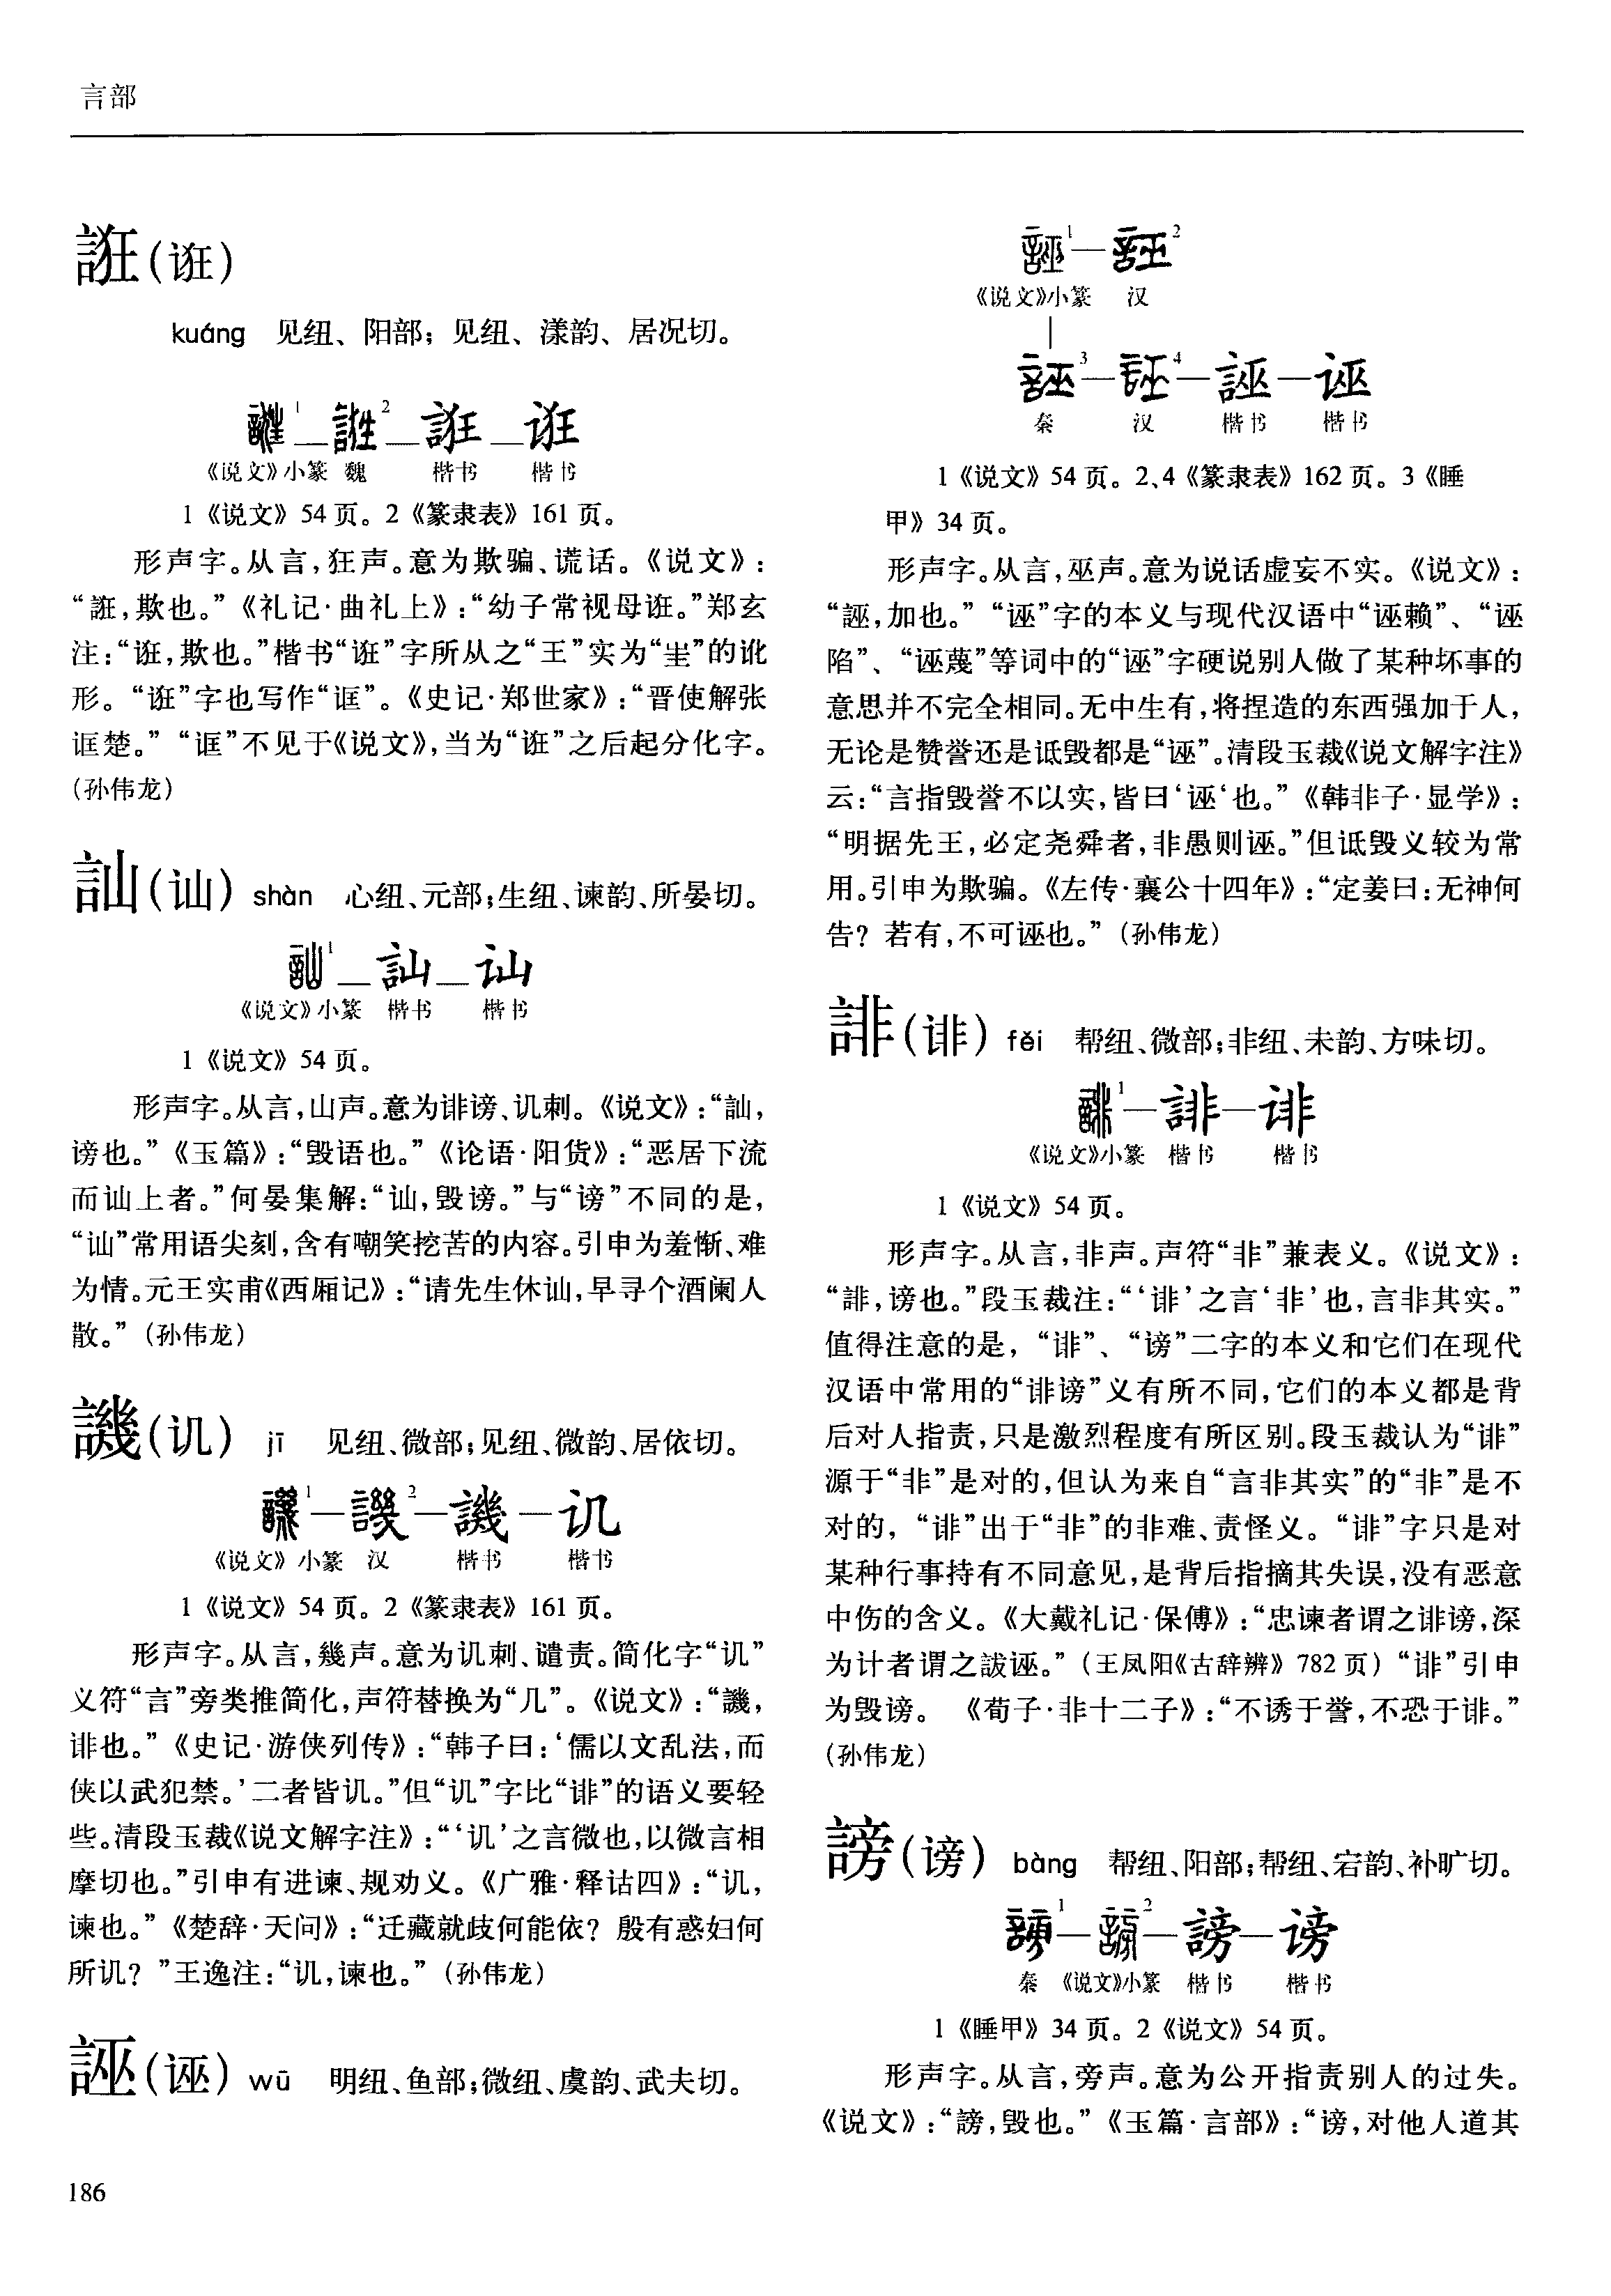 言部
誑(诳)
kuáng 见纽、阳部；见纽、漾韵、居况切。
1—2—誑—诳
《说文》小篆 魏 楷书 楷书
1《说文》54页。2《篆隶表》161页。
形声字。从言，狂声。意为欺骗、谎话。《说文》：
“誑，欺也。”《礼记·曲礼上》：“幼子常视母诳。”郑玄
注：“诳，欺也。”楷书“诳”字所从之“王”实为“㞷”的讹
形。“诳”字也写作“诓”。《史记·郑世家》：“晋使解张
诓楚。”“诓”不见于《说文》，当为“诳”之后起分化字。
（孙伟龙）
訕(讪) shàn 心纽、元部；生纽、谏韵、所晏切。
1—訕—讪
《说文》小篆 楷书 楷书
1《说文》54页。
形声字。从言，山声。意为诽谤、讥刺。《说文》：“訕，
谤也。”《玉篇》：“毁语也。”《论语·阳货》：“恶居下流
而讪上者。”何晏集解：“讪，毁谤。”与“谤”不同的是，
“讪”常用语尖刻，含有嘲笑挖苦的内容。引申为羞惭、难
为情。元王实甫《西厢记》：“请先生休讪，早寻个酒阑人
散。”（孙伟龙）
譏(讥) jī 见纽、微部；见纽、微韵、居依切。
1—2—譏—讥
《说文》小篆 汉 楷书 楷书
1《说文》54页。2《篆隶表》161页。
形声字。从言，幾声。意为讥刺、谴责。简化字“讥”
义符“言”旁类推简化，声符替换为“几”。《说文》：“譏，
诽也。”《史记·游侠列传》：“韩子曰：‘儒以文乱法，而
侠以武犯禁。’二者皆讥。”但“讥”字比“诽”的语义要轻
些。清段玉裁《说文解字注》：“‘讥’之言微也，以微言相
摩切也。”引申有进谏、规劝义。《广雅·释诂四》：“讥，
谏也。”《楚辞·天问》：“迁藏就歧何能依？殷有惑妇何
所讥？”王逸注：“讥，谏也。”（孙伟龙）
誣(诬) wū 明纽、鱼部；微纽、虞韵、武夫切。
186
1—2
《说文》小篆 汉
3—4—誣—诬
秦 汉 楷书 楷书
1《说文》54页。2、4《篆隶表》162页。3《睡
甲》34页。
形声字。从言，巫声。意为说话虚妄不实。《说文》：
“誣，加也。”“诬”字的本义与现代汉语中“诬赖”、“诬
陷”、“诬蔑”等词中的“诬”字硬说别人做了某种坏事的
意思并不完全相同。无中生有，将捏造的东西强加于人，
无论是赞誉还是诋毁都是“诬”。清段玉裁《说文解字注》
云：“言指毁誉不以实，皆曰‘诬‘也。”《韩非子·显学》：
“明据先王，必定尧舜者，非愚则诬。”但诋毁义较为常
用。引申为欺骗。《左传·襄公十四年》：“定姜曰：无神何
告？若有，不可诬也。”（孙伟龙）
誹(诽) fěi 帮纽、微部；非纽、未韵、方味切。
1—誹—诽
《说文》小篆 楷书 楷书
1《说文》54页。
形声字。从言，非声。声符“非”兼表义。《说文》：
“誹，谤也。”段玉裁注：“‘诽’之言‘非’也，言非其实。”
值得注意的是，“诽”、“谤”二字的本义和它们在现代
汉语中常用的“诽谤”义有所不同，它们的本义都是背
后对人指责，只是激烈程度有所区别。段玉裁认为“诽”
源于“非”是对的，但认为来自“言非其实”的“非”是不
对的，“诽”出于“非”的非难、责怪义。“诽”字只是对
某种行事持有不同意见，是背后指摘其失误，没有恶意
中伤的含义。《大戴礼记·保傅》：“忠谏者谓之诽谤，深
为计者谓之詙诬。”（王凤阳《古辞辨》782页）“诽”引申
为毁谤。《荀子·非十二子》：“不诱于誉，不恐于诽。”
（孙伟龙）
謗(谤) bàng 帮纽、阳部；帮纽、宕韵、补旷切。
1—2—謗—谤
秦 《说文》小篆 楷书 楷书
1《睡甲》34页。2《说文》54页。
形声字。从言，旁声。意为公开指责别人的过失。
《说文》：“謗，毁也。”《玉篇·言部》：“谤，对他人道其